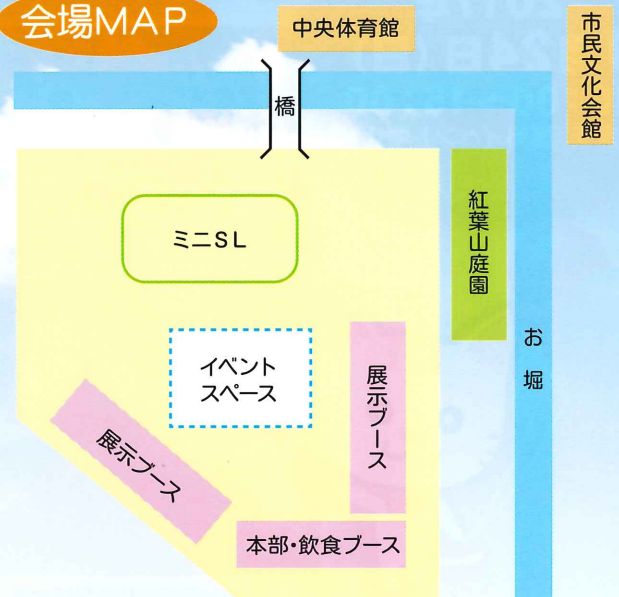 会場MAP
中央体育館
市民文化会館
橋
紅葉山庭園
ミニSL
お堀
イベント
スペース
展示ブース
展示ブース
本部・飲食ブース